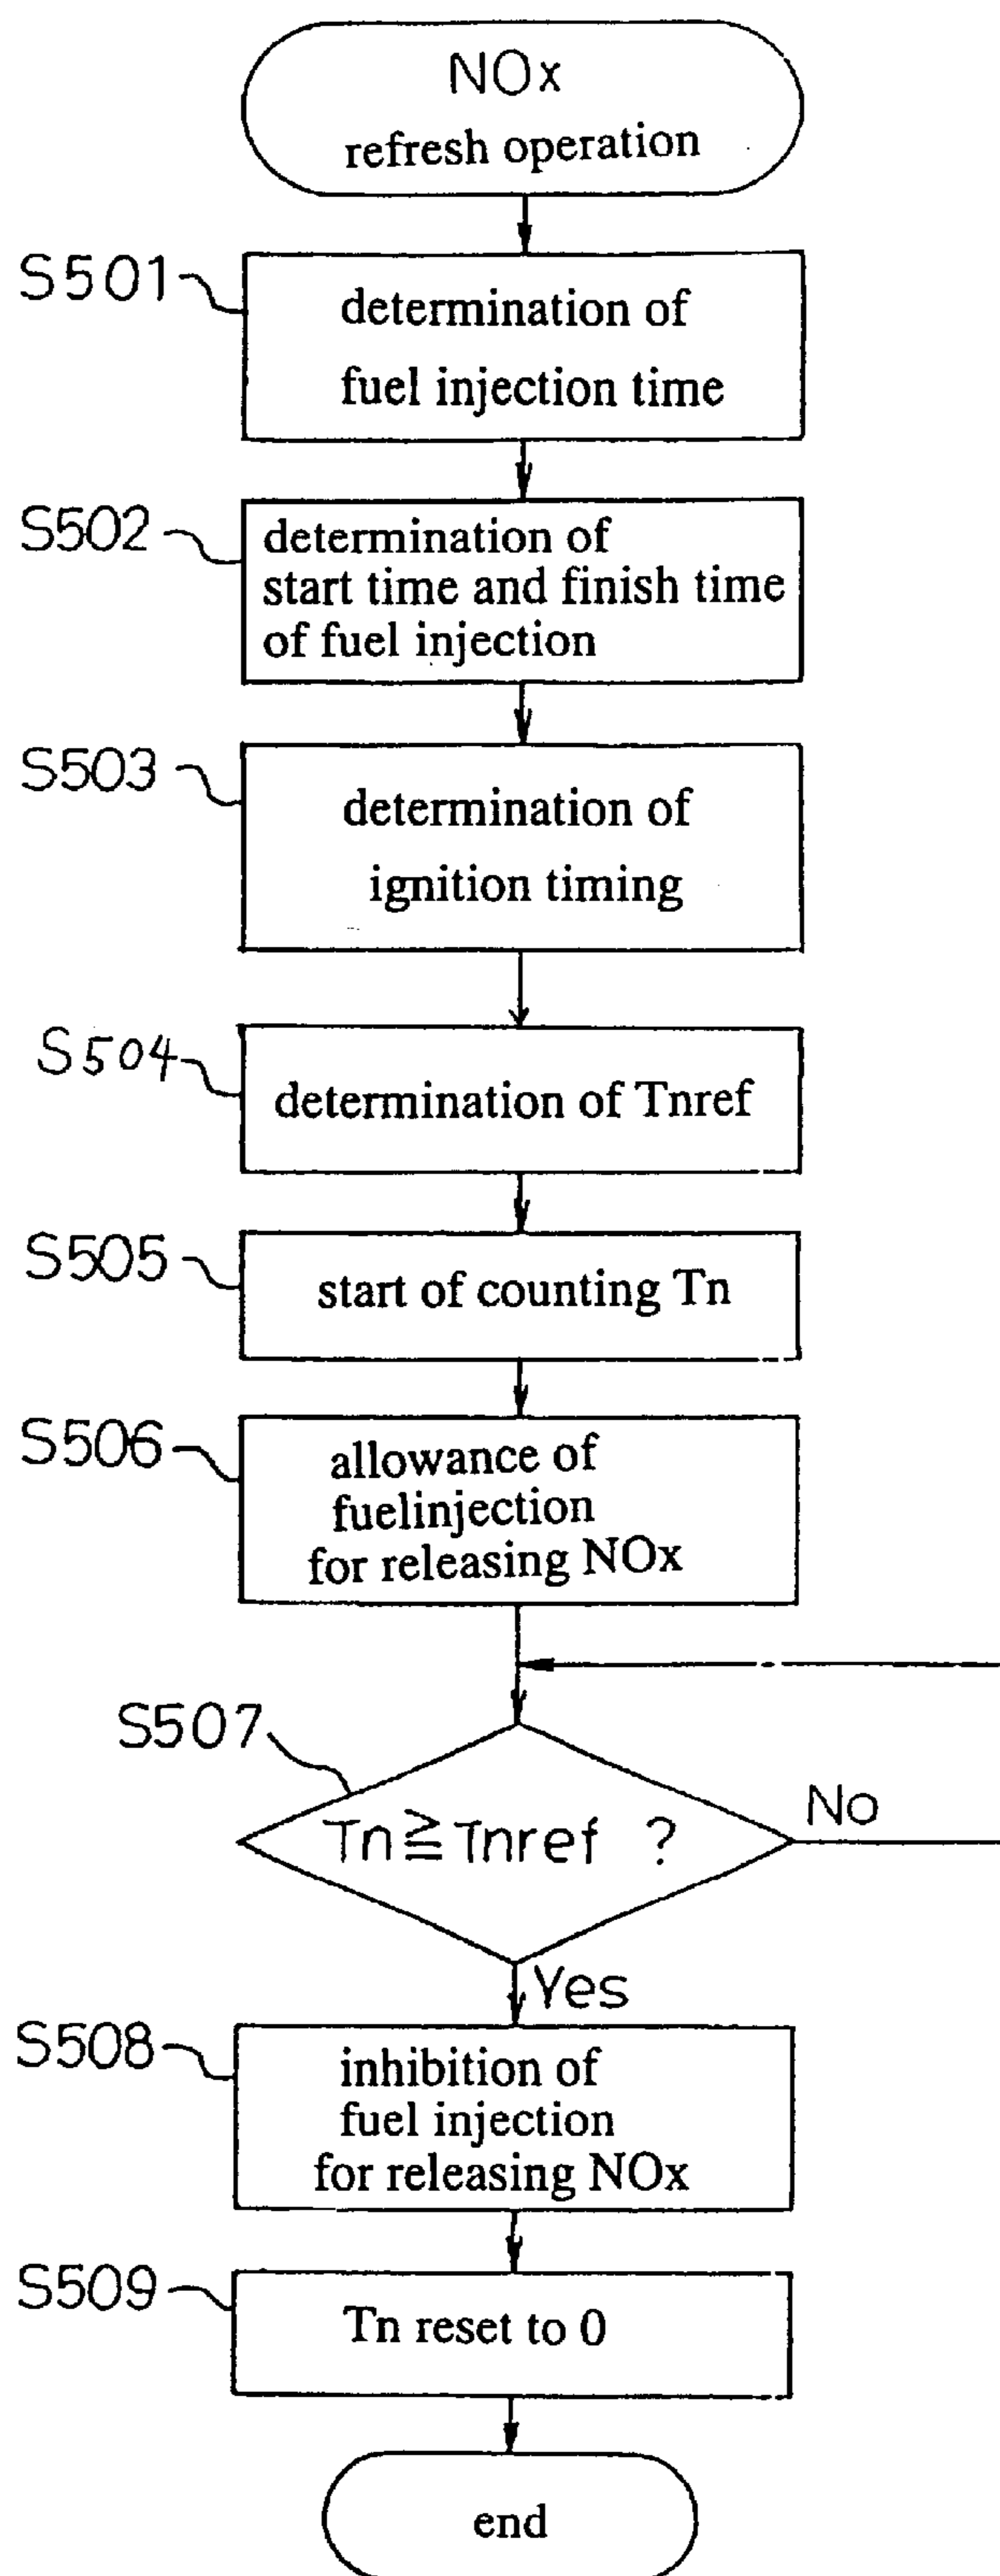 NOx
refresh operation
S501
determination of
fuel injection time
S502
determination of
start time and finish time
of fuel injection
S503
determination of
ignition timing
S504
determination of Tnref
S505
start of counting Tn
S506
allowance of
fuelinjection
for releasing NOx
S507
Tn≧Tnref ?
No
Yes
S508
inhibition of
fuel injection
for releasing NOx
S509
Tn reset to 0
end